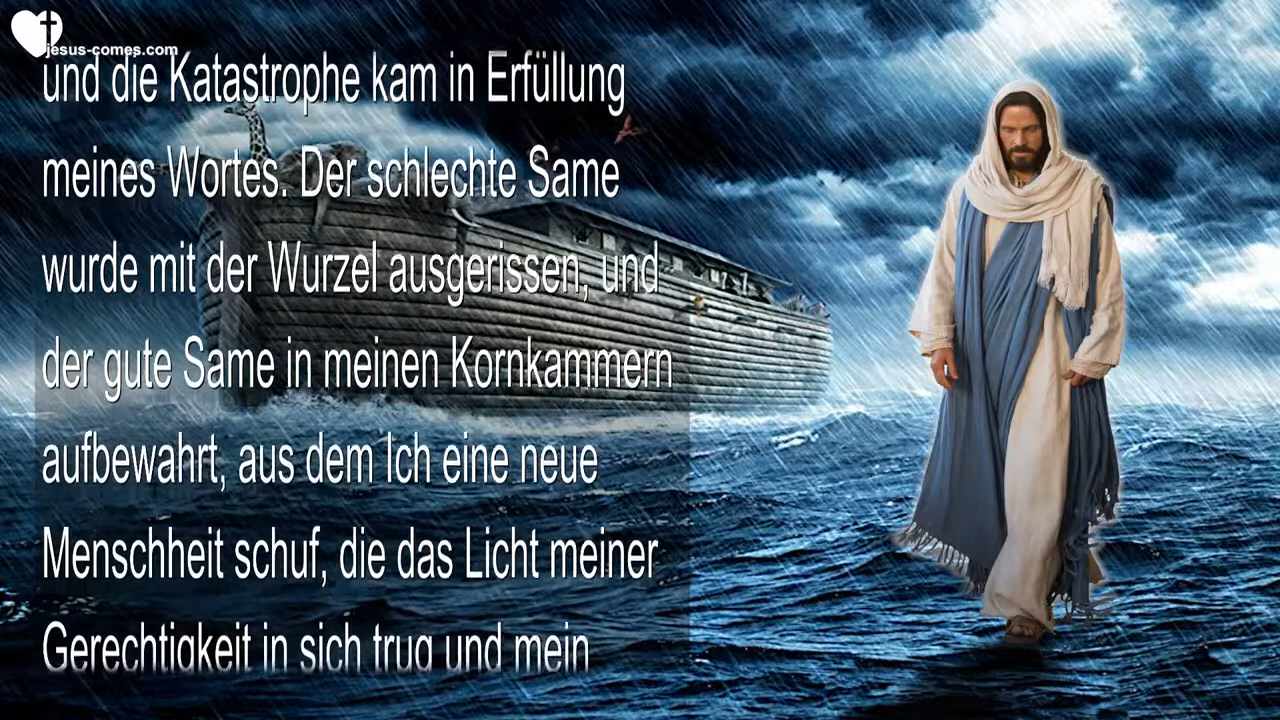 jesus-comes.com
und die Katastrophe kam in Erfüllung
meines Wortes. Der schlechte Same
wurde mit der Wurzel ausgerissen, und
der gute Same in meinen Kornkammern
aufbewahrt, aus dem Ich eine neue
Menschheit schuf, die das Licht meiner
Gerechtigkeit in sich trug und mein